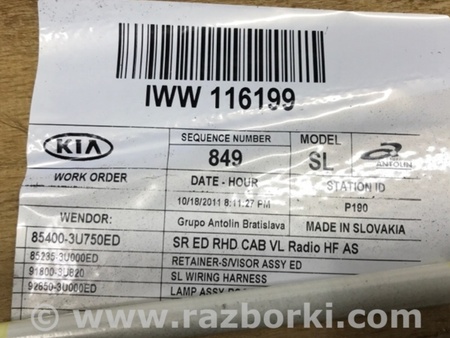 IWW 116199
KIA
SEQUENCE NUMBER
MODEL
849
SL
ANTOLIN
WORK ORDER
DATE - HOUR
STATION ID
10/18/2011 8:11:27 PM
P190
WENDOR:
Grupo Antolin Bratislava
MADE IN SLOVAKIA
85400-3U750ED
SR ED RHD CAB VL Radio HF AS
85235-3U000ED
RETAINER-S/VISOR ASSY ED
91800-3U820
SL WIRING HARNESS
92850-3U000ED
LAMP ASSY
www.razborki.com